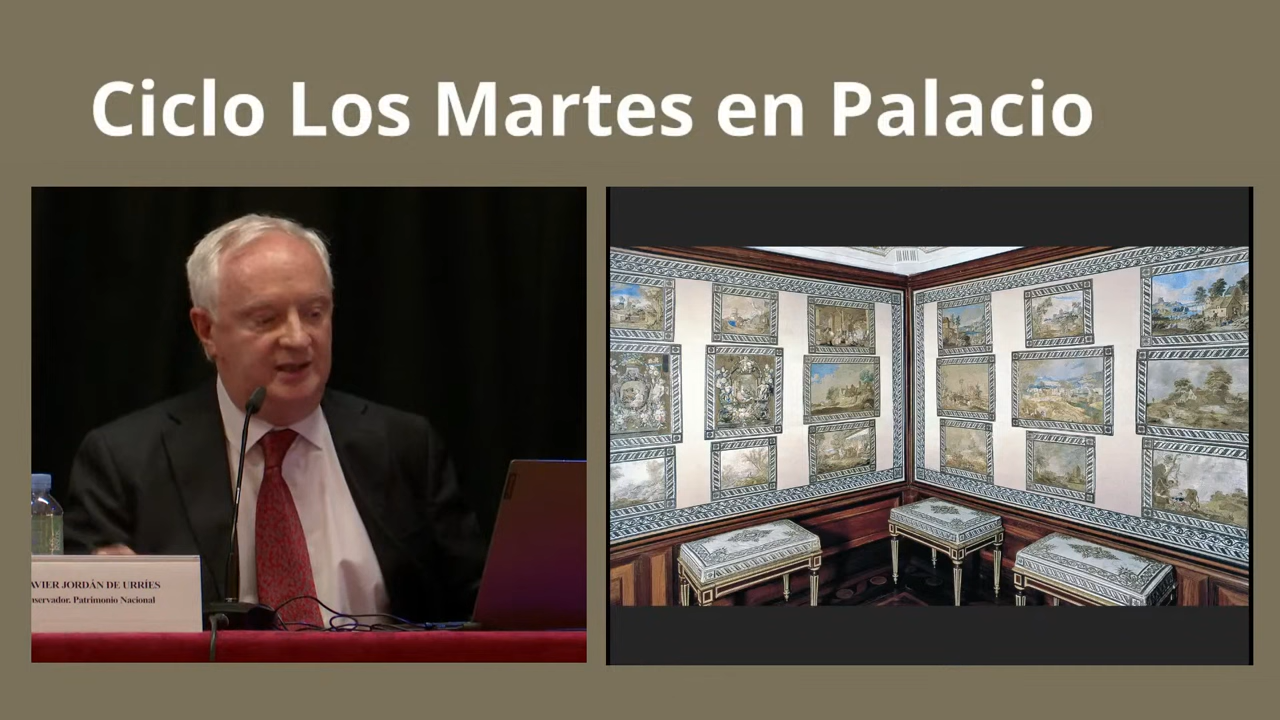 Ciclo Los Martes en Palacio
AVIER JORDÁN DE URRÍES
nservador. Patrimonio Nacional